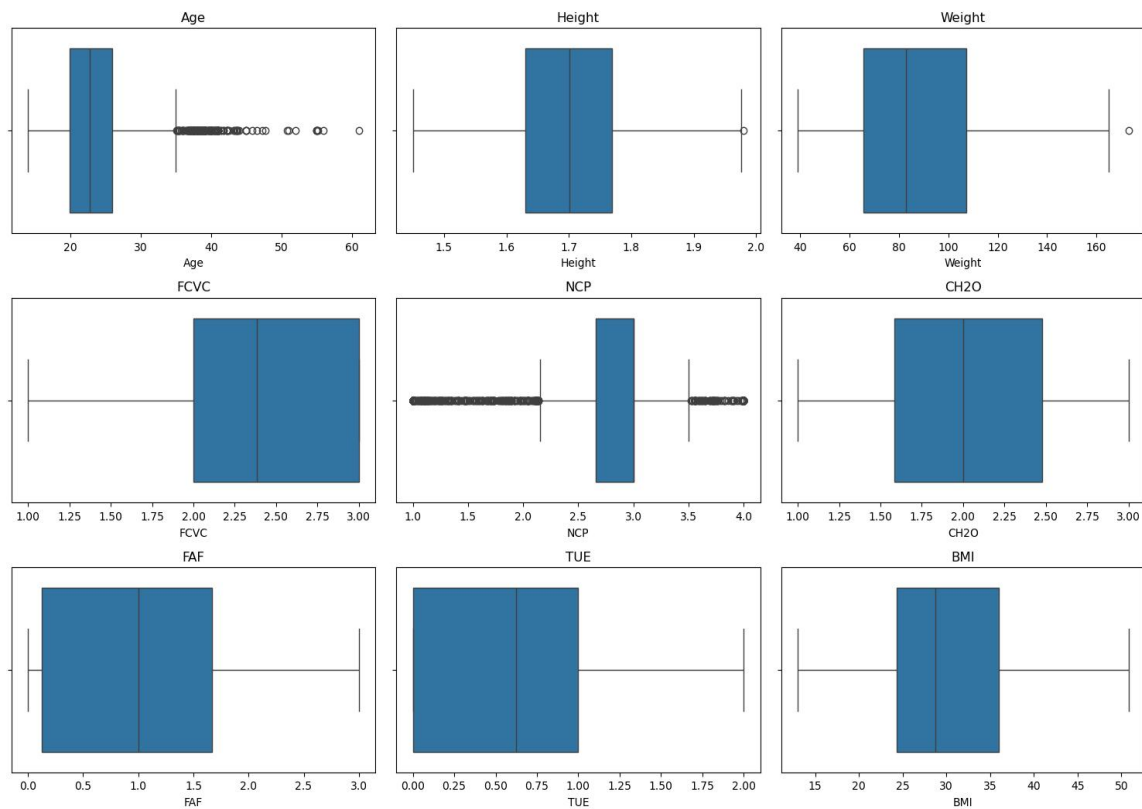 Age Height Weight
20 30 40 50 60 1.5 1.6 1.7 1.8 1.9 2.0 40 60 80 100 120 140 160
Age Height Weight
FCVC NCP CH2O
1.00 1.25 1.50 1.75 2.00 2.25 2.50 2.75 3.00 1.0 1.5 2.0 2.5 3.0 3.5 4.0 1.00 1.25 1.50 1.75 2.00 2.25 2.50 2.75 3.00
FCVC NCP CH2O
FAF TUE BMI
0.0 0.5 1.0 1.5 2.0 2.5 3.0 0.00 0.25 0.50 0.75 1.00 1.25 1.50 1.75 2.00 15 20 25 30 35 40 45 50
FAF TUE BMI